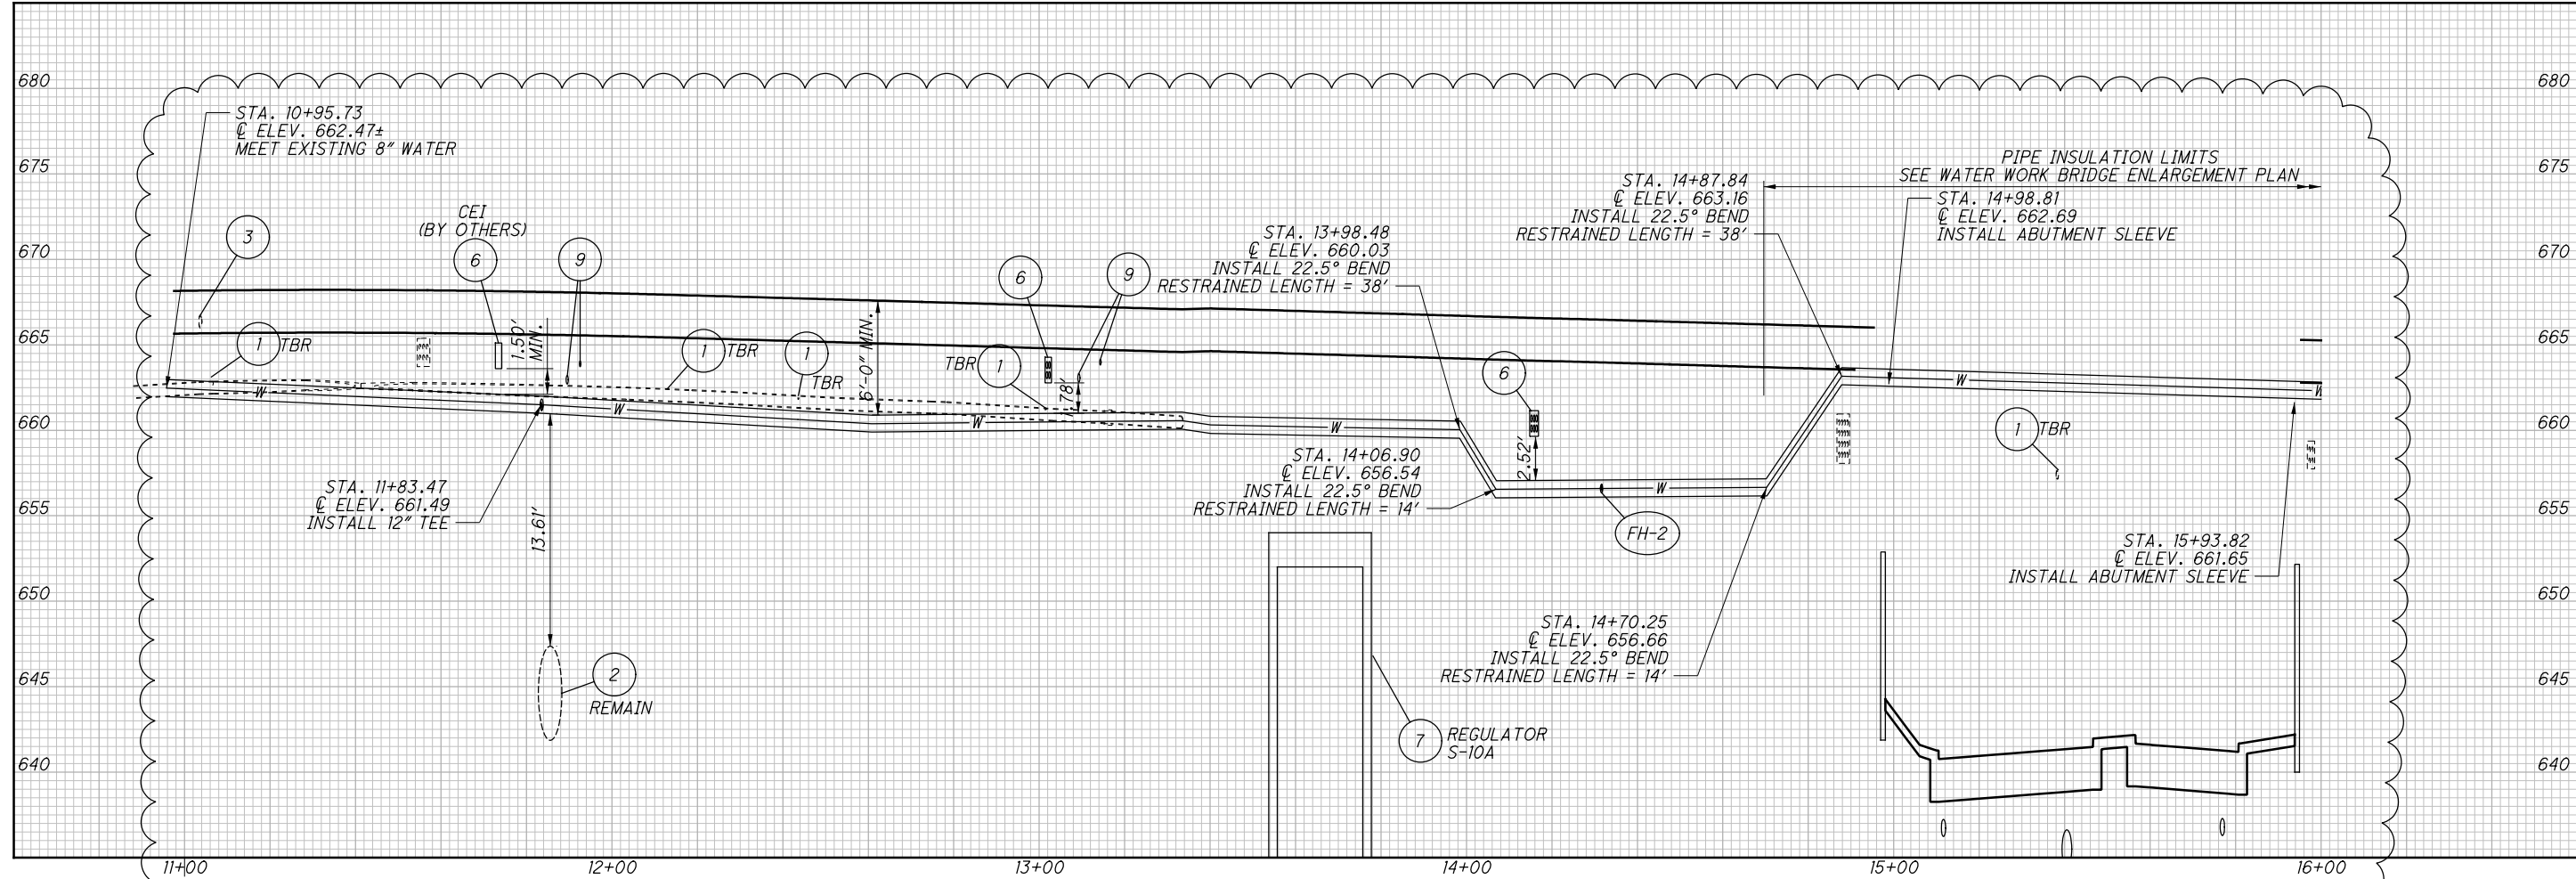 680
680
STA. 10+95.73
℄ ELEV. 662.47±
MEET EXISTING 8" WATER
675
675
PIPE INSULATION LIMITS
SEE WATER WORK BRIDGE ENLARGEMENT PLAN
STA. 14+87.84
℄ ELEV. 663.16
INSTALL 22.5° BEND
RESTRAINED LENGTH = 38'
STA. 14+98.81
℄ ELEV. 662.69
INSTALL ABUTMENT SLEEVE
CEI
(BY OTHERS)
3
6
9
STA. 13+98.48
℄ ELEV. 660.03
INSTALL 22.5° BEND
RESTRAINED LENGTH = 38'
670
670
6
9
665
665
1 TBR
1.50'
MIN.
1 TBR
1
TBR
6'-0" MIN.
TBR 1
1.78'
6
W
W
W
W
W
W
W
660
660
1 TBR
2.52'
STA. 11+83.47
℄ ELEV. 661.49
INSTALL 12" TEE
13.61'
STA. 14+06.90
℄ ELEV. 656.54
INSTALL 22.5° BEND
RESTRAINED LENGTH = 14'
FH-2
655
655
STA. 15+93.82
℄ ELEV. 661.65
INSTALL ABUTMENT SLEEVE
650
650
STA. 14+70.25
℄ ELEV. 656.66
INSTALL 22.5° BEND
RESTRAINED LENGTH = 14'
2
REMAIN
645
645
7 REGULATOR
S-10A
640
640
11+00
12+00
13+00
14+00
15+00
16+00